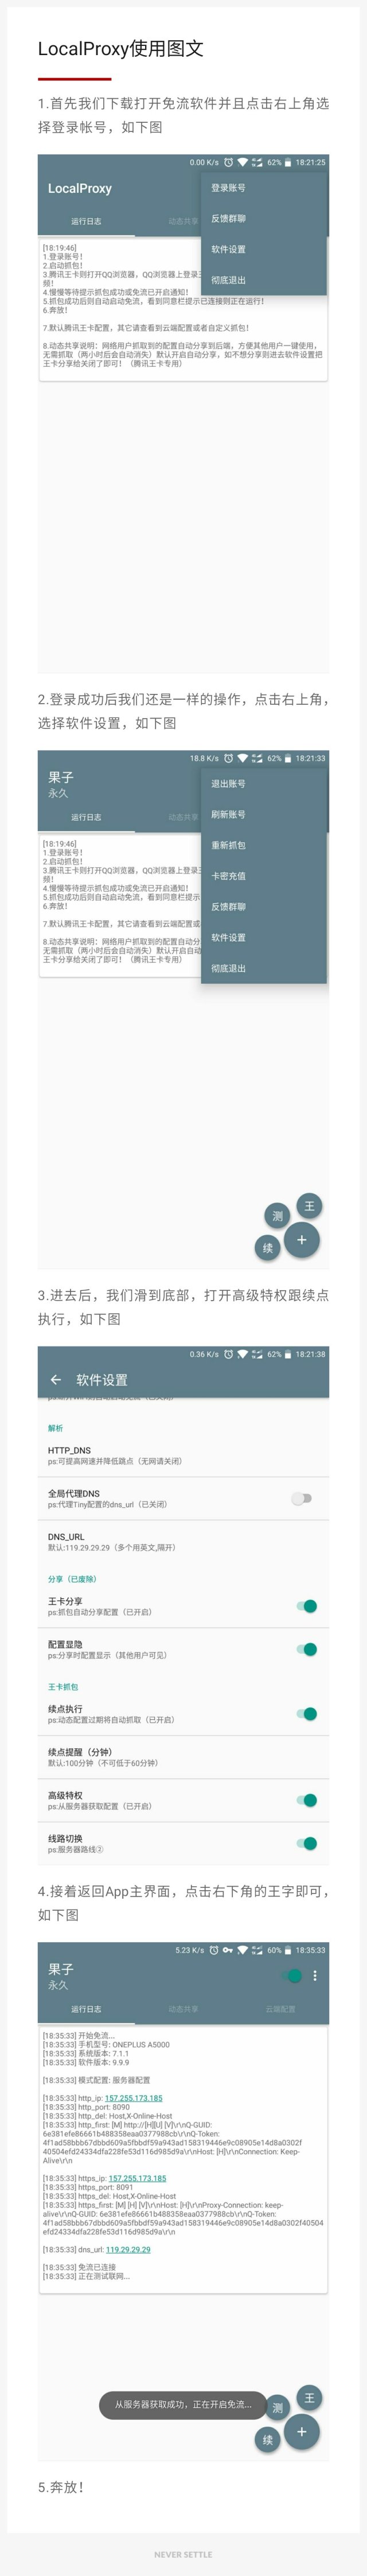 LocalProxy使用图文
1.首先我们下载打开免流软件并且点击右上角选
择登录帐号，如下图
0.00 K/s 62% 18:21:25
LocalProxy
登录账号
反馈群聊
软件设置
彻底退出
运行日志 动态共享
[18:19:46]
1.登录账号！
2.启动抓包！
3.腾讯王卡则打开QQ浏览器，QQ浏览器上登录
频！
4.慢慢等待提示抓包成功或免流已开启通知！
5.抓包成功后则自动启动免流，看到同意栏提示已连接则正在运行！
6.奔放！
7.默认腾讯王卡配置，其它请查看到云端配置或者自定义抓包！
8.动态共享说明：网络用户抓取到的配置自动分享到后端，方便其他用户一键使用，
无需抓取（两小时后会自动消失）默认开启自动分享，如不想分享则进去软件设置把
王卡分享给关闭了即可！（腾讯王卡专用）
2.登录成功后我们还是一样的操作，点击右上角，
选择软件设置，如下图
18.8 K/s 62% 18:21:33
果子
永久
退出账号
刷新账号
重新抓包
卡密充值
反馈群聊
软件设置
彻底退出
运行日志 动态共享
[18:19:46]
1.登录账号！
2.启动抓包！
3.腾讯王卡则打开QQ浏览器，QQ浏览器上登录
频！
4.慢慢等待提示抓包成功或免流已开启通知！
5.抓包成功后则自动启动免流，看到同意栏提示
6.奔放！
7.默认腾讯王卡配置，其它请查看到云端配置或
8.动态共享说明：网络用户抓取到的配置自动分
无需抓取（两小时后会自动消失）默认开启自动
王卡分享给关闭了即可！（腾讯王卡专用）
王
测
续
+
3.进去后，我们滑到底部，打开高级特权跟续点
执行，如下图
0.36 K/s 62% 18:21:38
软件设置
解析
HTTP_DNS
ps:可提高网速并降低跳点（无网请关闭）
全局代理DNS
ps:代理Tiny配置的dns_url（已关闭）
DNS_URL
默认:119.29.29.29（多个用英文,隔开）
分享（已废除）
王卡分享
ps:抓包自动分享配置（已开启）
配置显隐
ps:分享时配置显示（其他用户可见）
王卡抓包
续点执行
ps:动态配置过期将自动抓取（已开启）
续点提醒（分钟）
默认:100分钟（不可低于60分钟）
高级特权
ps:从服务器获取配置（已开启）
线路切换
ps:服务器路线②
4.接着返回App主界面，点击右下角的王字即可，
如下图
5.23 K/s 60% 18:35:33
果子
永久
运行日志 动态共享 云端配置
[18:35:33] 开始免流...
[18:35:33] 手机型号: ONEPLUS A5000
[18:35:33] 系统版本: 7.1.1
[18:35:33] 软件版本: 9.9.9
[18:35:33] 模式配置: 服务器配置
[18:35:33] http_ip: 157.255.173.185
[18:35:33] http_port: 8090
[18:35:33] http_del: Host,X-Online-Host
[18:35:33] http_first: [M] http://[H][U] [V]\r\nQ-GUID:
6e381efe86661b488358eaa0377988cb\r\nQ-Token:
4f1ad58bbb67dbbd609a5fbbdf59a943ad158319446e9c08905e14d8a0302f
40504efd24334dfa228fe53d116d985d9a\r\nHost: [H]\r\nConnection: Keep-
Alive\r\n
[18:35:33] https_ip: 157.255.173.185
[18:35:33] https_port: 8091
[18:35:33] https_del: Host,X-Online-Host
[18:35:33] https_first: [M] [H] [V]\r\nHost: [H]\r\nProxy-Connection: keep-
alive\r\nQ-GUID: 6e381efe86661b488358eaa0377988cb\r\nQ-Token:
4f1ad58bbb67dbbd609a5fbbdf59a943ad158319446e9c08905e14d8a0302f40504
efd24334dfa228fe53d116d985d9a\r\n
[18:35:33] dns_url: 119.29.29.29
[18:35:33] 免流已连接
[18:35:33] 正在测试联网...
从服务器获取成功，正在开启免流...
王
测
续
+
5.奔放！
NEVER SETTLE